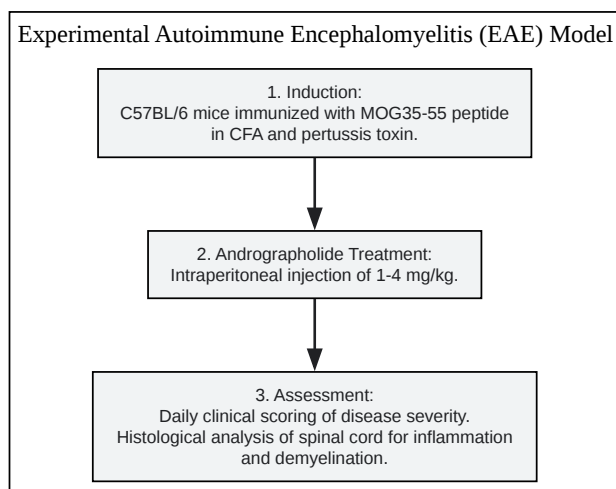 Experimental Autoimmune Encephalomyelitis (EAE) Model
1. Induction:
C57BL/6 mice immunized with MOG35-55 peptide
in CFA and pertussis toxin.
2. Andrographolide Treatment:
Intraperitoneal injection of 1-4 mg/kg.
3. Assessment:
Daily clinical scoring of disease severity.
Histological analysis of spinal cord for inflammation
and demyelination.